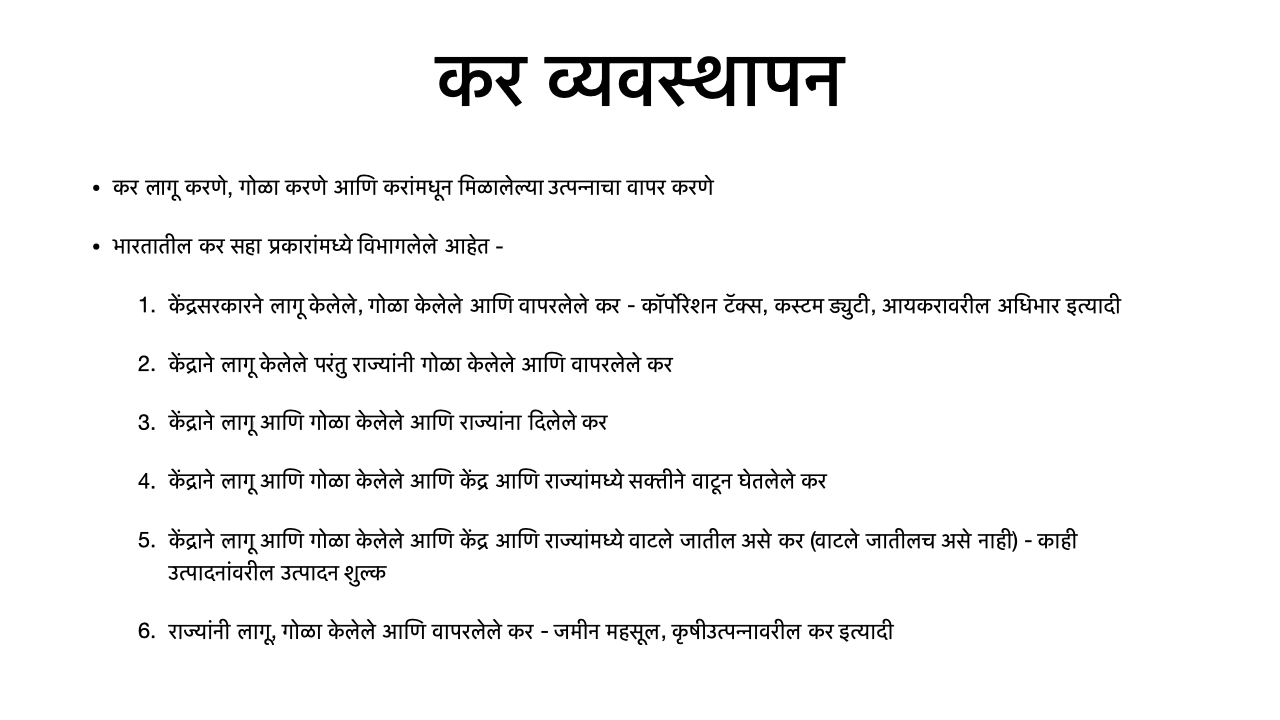 कर व्यवस्थापन
• कर लागू करणे, गोळा करणे आणि करांमधून मिळालेल्या उत्पन्नाचा वापर करणे
• भारतातील कर सहा प्रकारांमध्ये विभागलेले आहेत -
1. केंद्रसरकारने लागू केलेले, गोळा केलेले आणि वापरलेले कर - कॉर्पोरेशन टॅक्स, कस्टम ड्युटी, आयकरावरील अधिभार इत्यादी
2. केंद्राने लागू केलेले परंतु राज्यांनी गोळा केलेले आणि वापरलेले कर
3. केंद्राने लागू आणि गोळा केलेले आणि राज्यांना दिलेले कर
4. केंद्राने लागू आणि गोळा केलेले आणि केंद्र आणि राज्यांमध्ये सक्तीने वाटून घेतलेले कर
5. केंद्राने लागू आणि गोळा केलेले आणि केंद्र आणि राज्यांमध्ये वाटले जातील असे कर (वाटले जातीलच असे नाही) - काही
उत्पादनांवरील उत्पादन शुल्क
6. राज्यांनी लागू, गोळा केलेले आणि वापरलेले कर - जमीन महसूल, कृषीउत्पन्नावरील कर इत्यादी